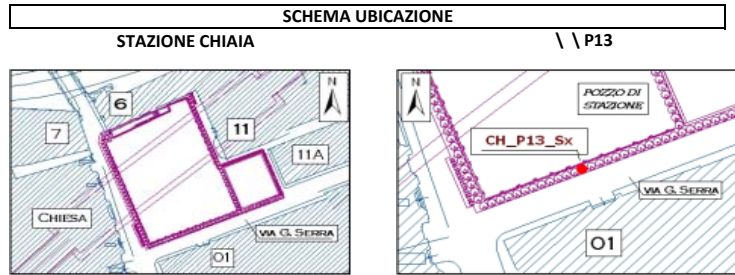 SCHEMA UBICAZIONE
STAZIONE CHIAIA
\ \ P13
N
6
7
11
11A
CHIESA
VIA G. SERRA
O1
N
POZZO DI
STAZIONE
CH_P13_Sx
VIA G. SERRA
O1